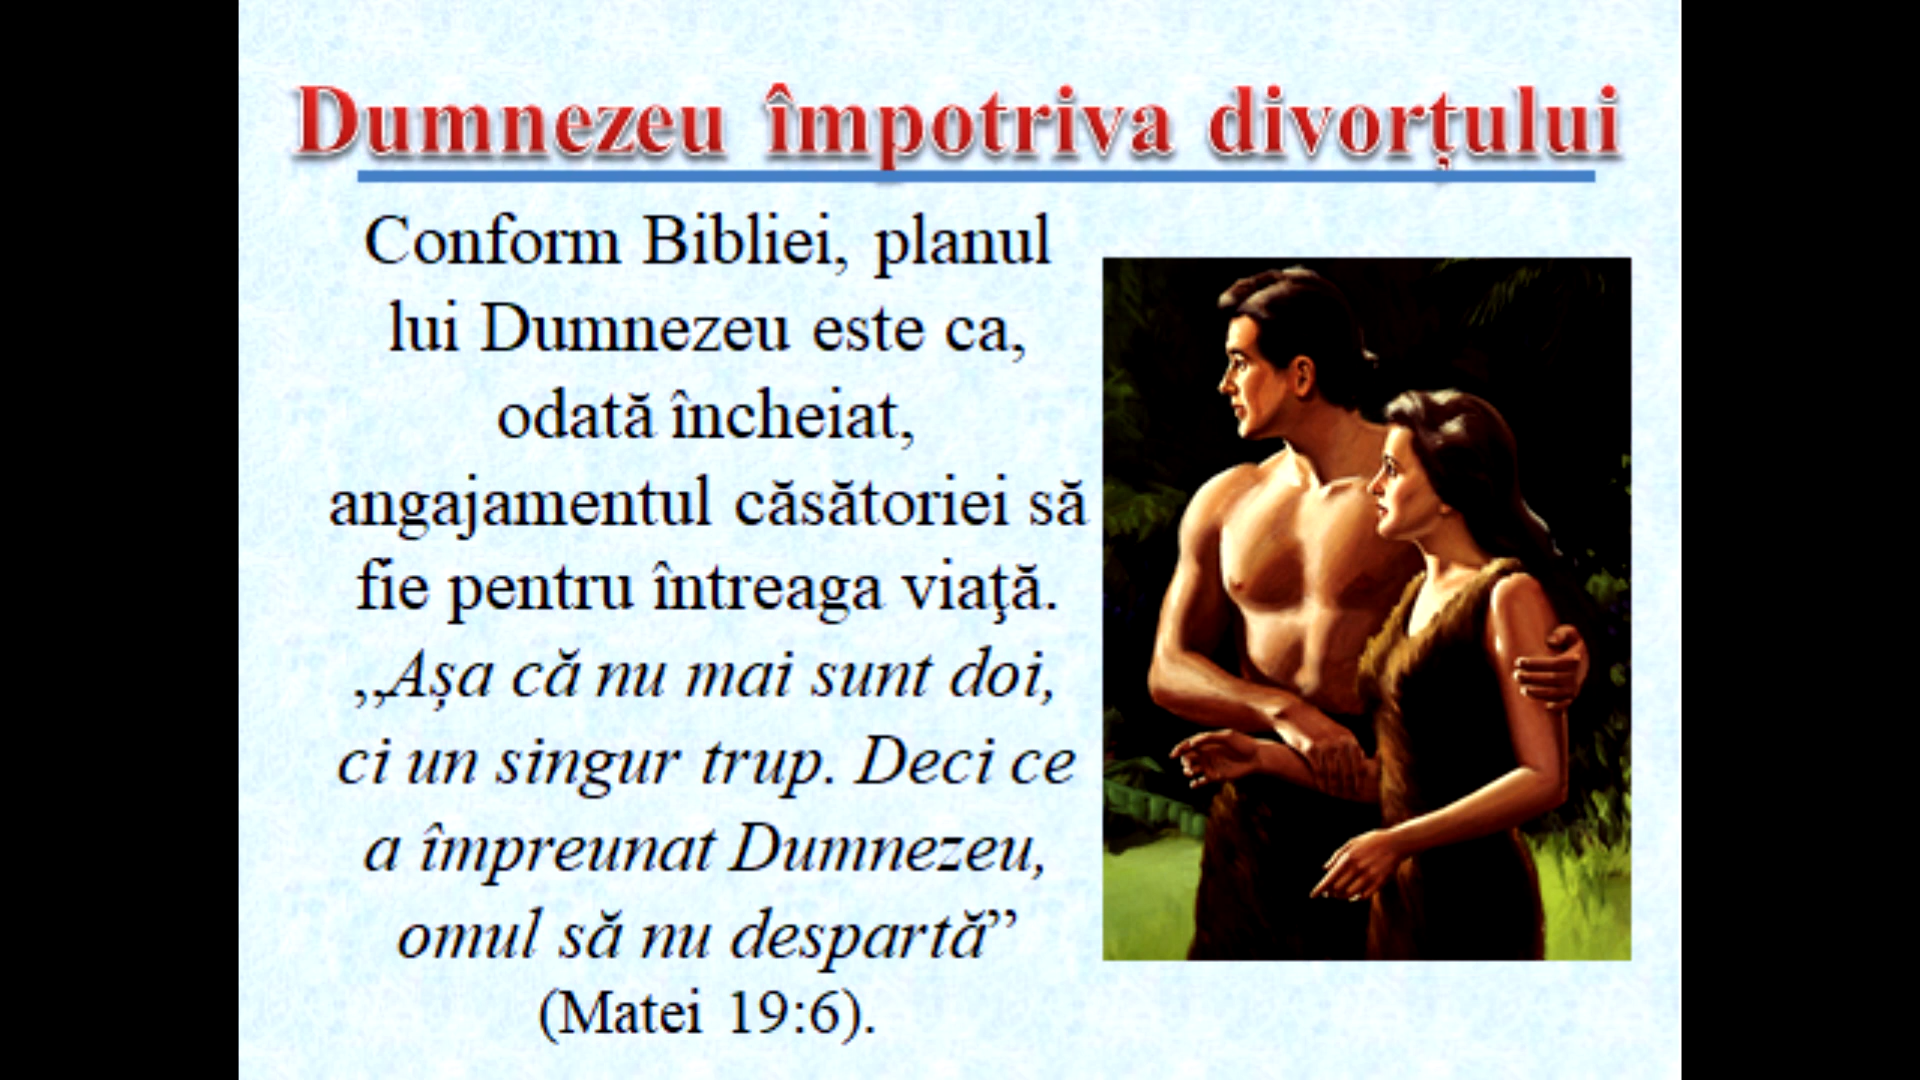 Dumnezeu împotriva divorțului
Conform Bibliei, planul
lui Dumnezeu este ca,
odată încheiat,
angajamentul căsătoriei să
fie pentru întreaga viaţă.
,,Așa că nu mai sunt doi,
ci un singur trup. Deci ce
a împreunat Dumnezeu,
omul să nu despartă”
(Matei 19:6).